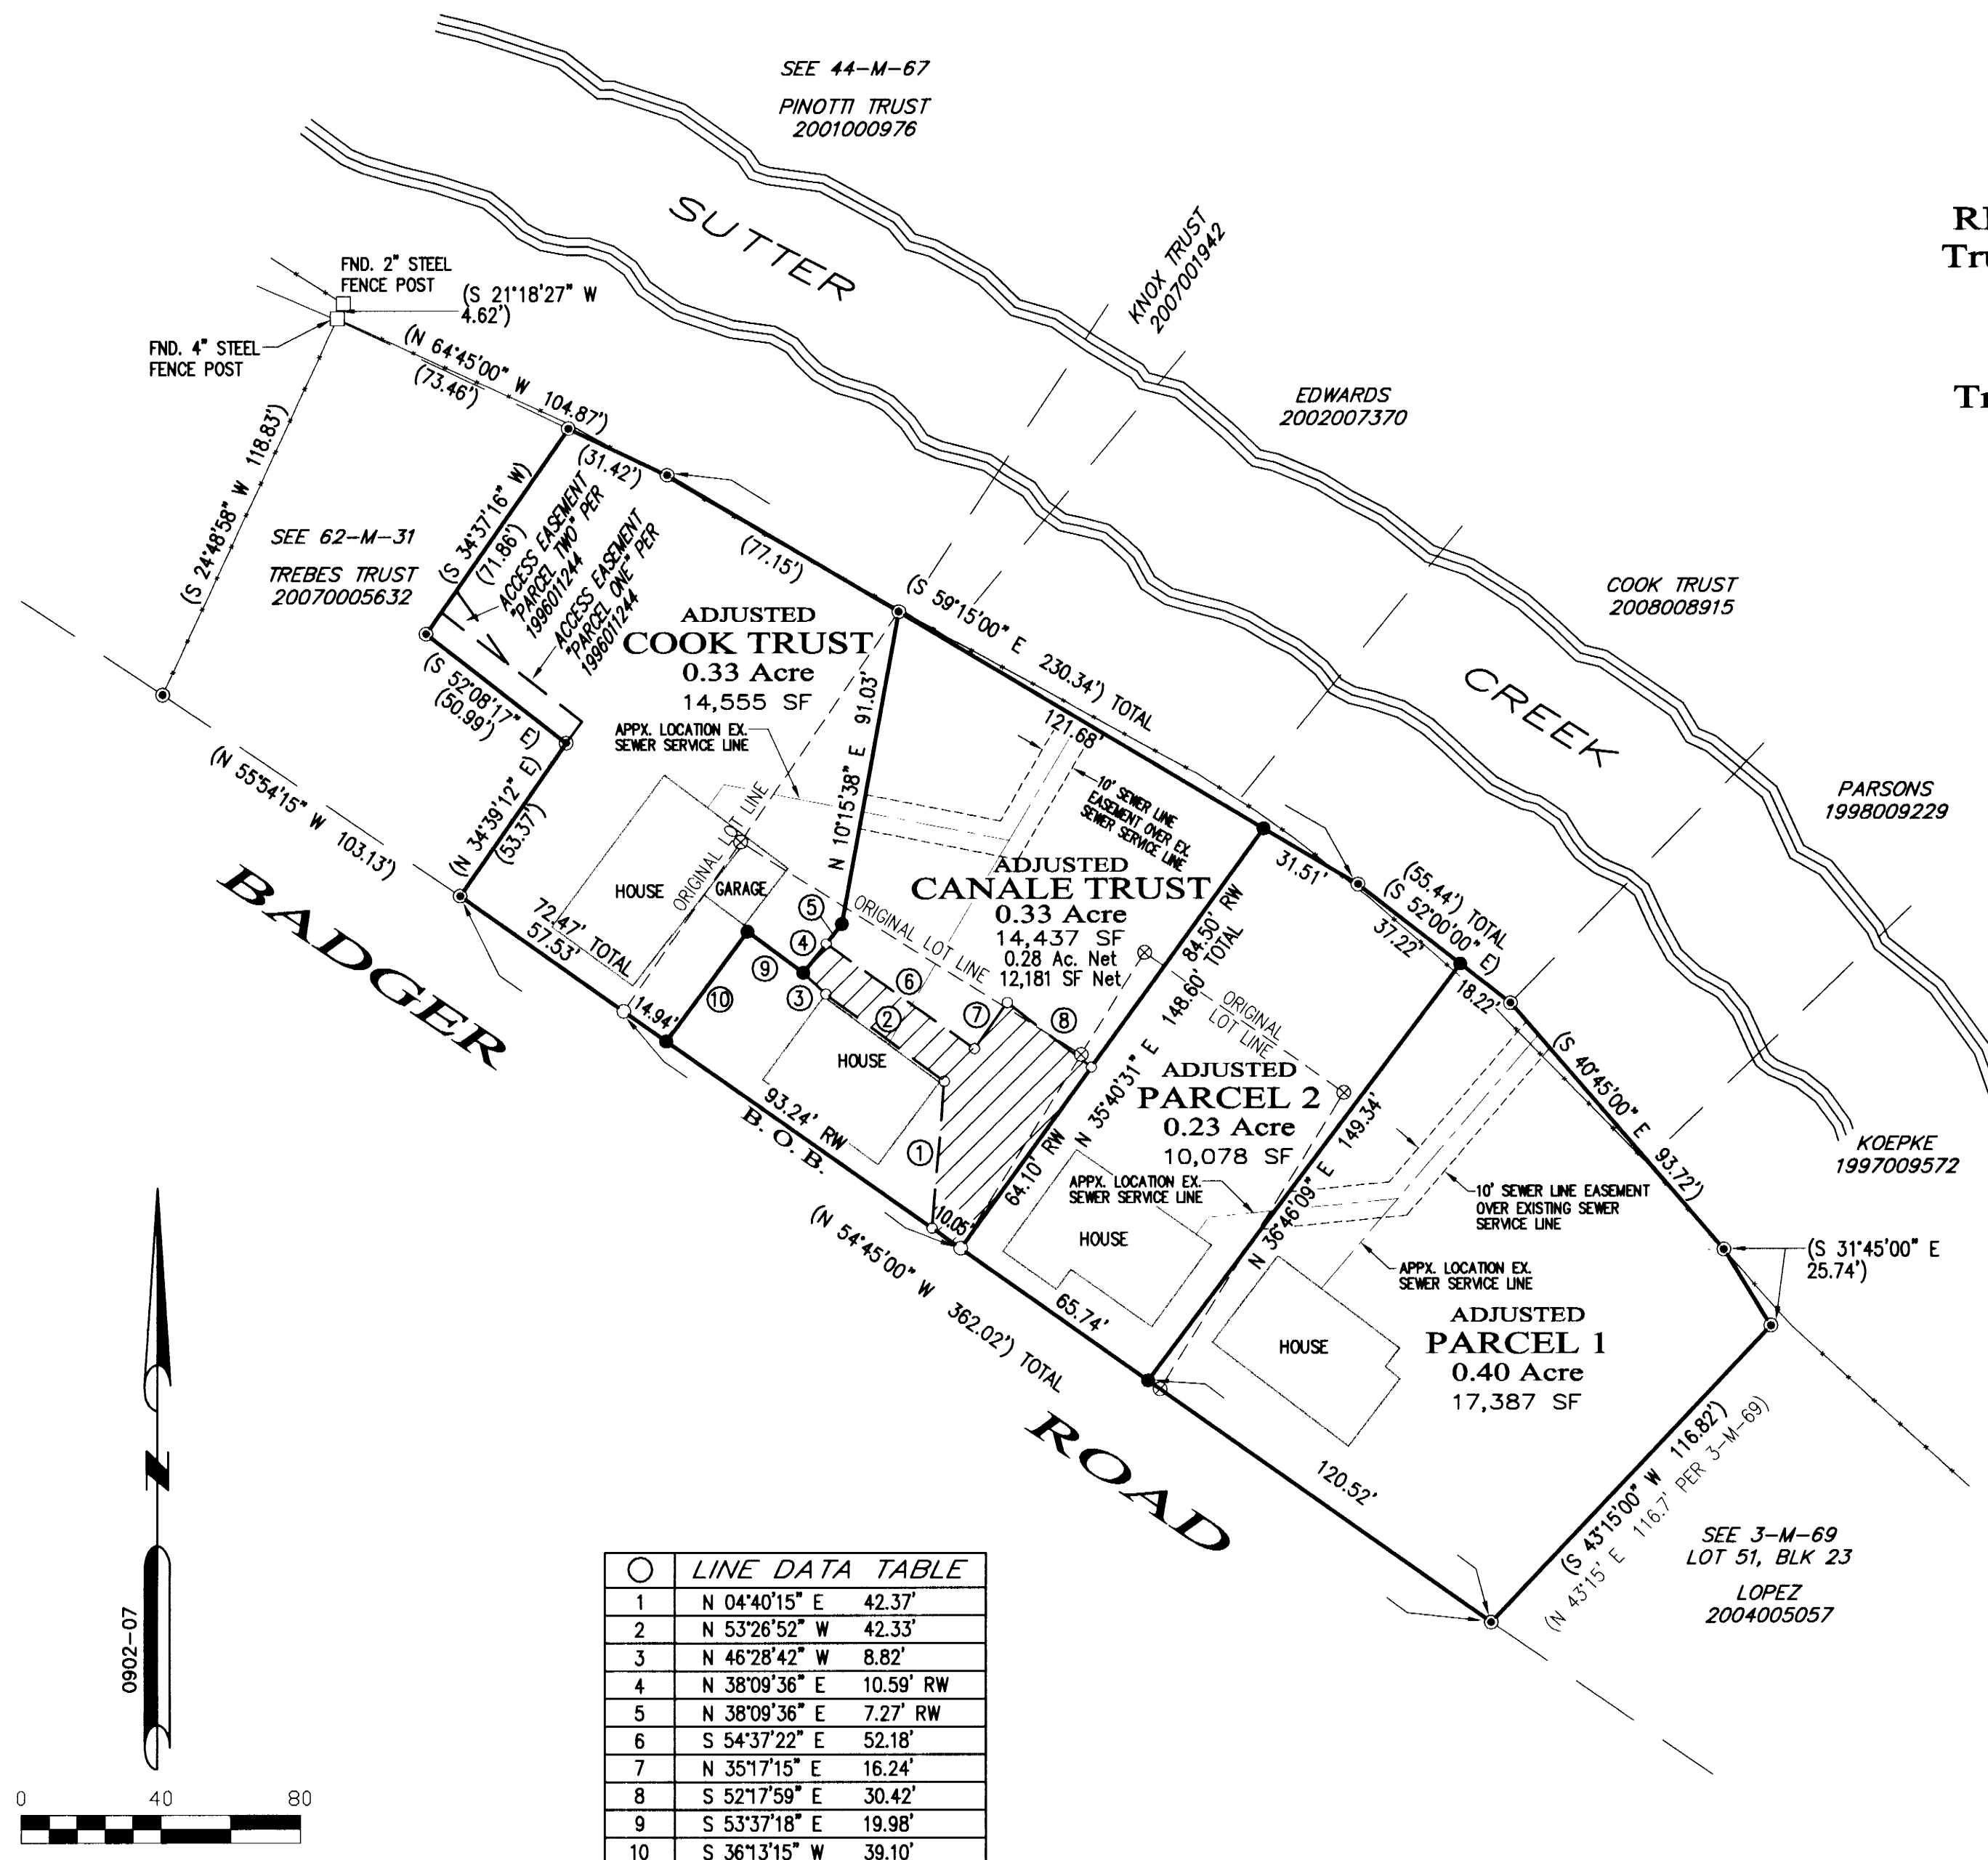 SEE 44-M-67
PINOTTI TRUST
2001000976
SUTTER
KNOX TRUST
2007001942
FND. 2" STEEL
FENCE POST
(S 21°18'27" W
4.62')
FND. 4" STEEL
FENCE POST
(N 64°45'00" W 104.87')
(73.46')
(31.42')
EDWARDS
2002007370
(S 24°48'58" W 118.83')
(S 34°37'16" W)
(71.86')
ACCESS EASEMENT
"PARCEL TWO" PER
1996011244
ACCESS EASEMENT
"PARCEL ONE" PER
1996011244
SEE 62-M-31
TREBES TRUST
20070005632
(77.15')
COOK TRUST
2008008915
(S 59°15'00" E 230.34') TOTAL
121.68'
ADJUSTED
COOK TRUST
0.33 Acre
14,555 SF
(S 52°08'17" E)
(50.99')
APPX. LOCATION EX.
SEWER SERVICE LINE
N 10°15'38" E 91.03'
CREEK
10' SEWER LINE
EASEMENT OVER EX.
SEWER SERVICE LINE
PARSONS
1998009229
(N 55°54'15" W 103.13')
(N 34°39'12" E)
(53.37')
BADGER
HOUSE
GARAGE
ORIGINAL LOT LINE
ORIGINAL LOT LINE
ADJUSTED
CANALE TRUST
0.33 Acre
14,437 SF
0.28 Ac. Net
12,181 SF Net
31.51'
(55.44') TOTAL
(S 52°00'00" E)
37.22'
18.22'
72.47' TOTAL
57.53'
14.94'
5
4
9
3
6
2
7
8
10
1
HOUSE
93.24' RW
B. O. B.
84.50' RW
148.60' TOTAL
N 35°40'31" E
64.10' RW
10.05'
ORIGINAL
LOT LINE
ADJUSTED
PARCEL 2
0.23 Acre
10,078 SF
APPX. LOCATION EX.
SEWER SERVICE LINE
HOUSE
N 36°46'09" E 149.34'
(S 40°45'00" E 93.72')
KOEPKE
1997009572
10' SEWER LINE EASEMENT
OVER EXISTING SEWER
SERVICE LINE
(S 31°45'00" E
25.74')
APPX. LOCATION EX.
SEWER SERVICE LINE
(N 54°45'00" W 362.02') TOTAL
65.74'
HOUSE
ADJUSTED
PARCEL 1
0.40 Acre
17,387 SF
ROAD
120.52'
(S 43°15'00" W 116.82')
(N 43°15' E 116.7' PER 3-M-69)
SEE 3-M-69
LOT 51, BLK 23
LOPEZ
2004005057
N
0902-07
0 40 80
LINE DATA TABLE
1 N 04°40'15" E 42.37'
2 N 53°26'52" W 42.33'
3 N 46°28'42" W 8.82'
4 N 38°09'36" E 10.59' RW
5 N 38°09'36" E 7.27' RW
6 S 54°37'22" E 52.18'
7 N 35°17'15" E 16.24'
8 S 52°17'59" E 30.42'
9 S 53°37'18" E 19.98'
10 S 36°13'15" W 39.10'